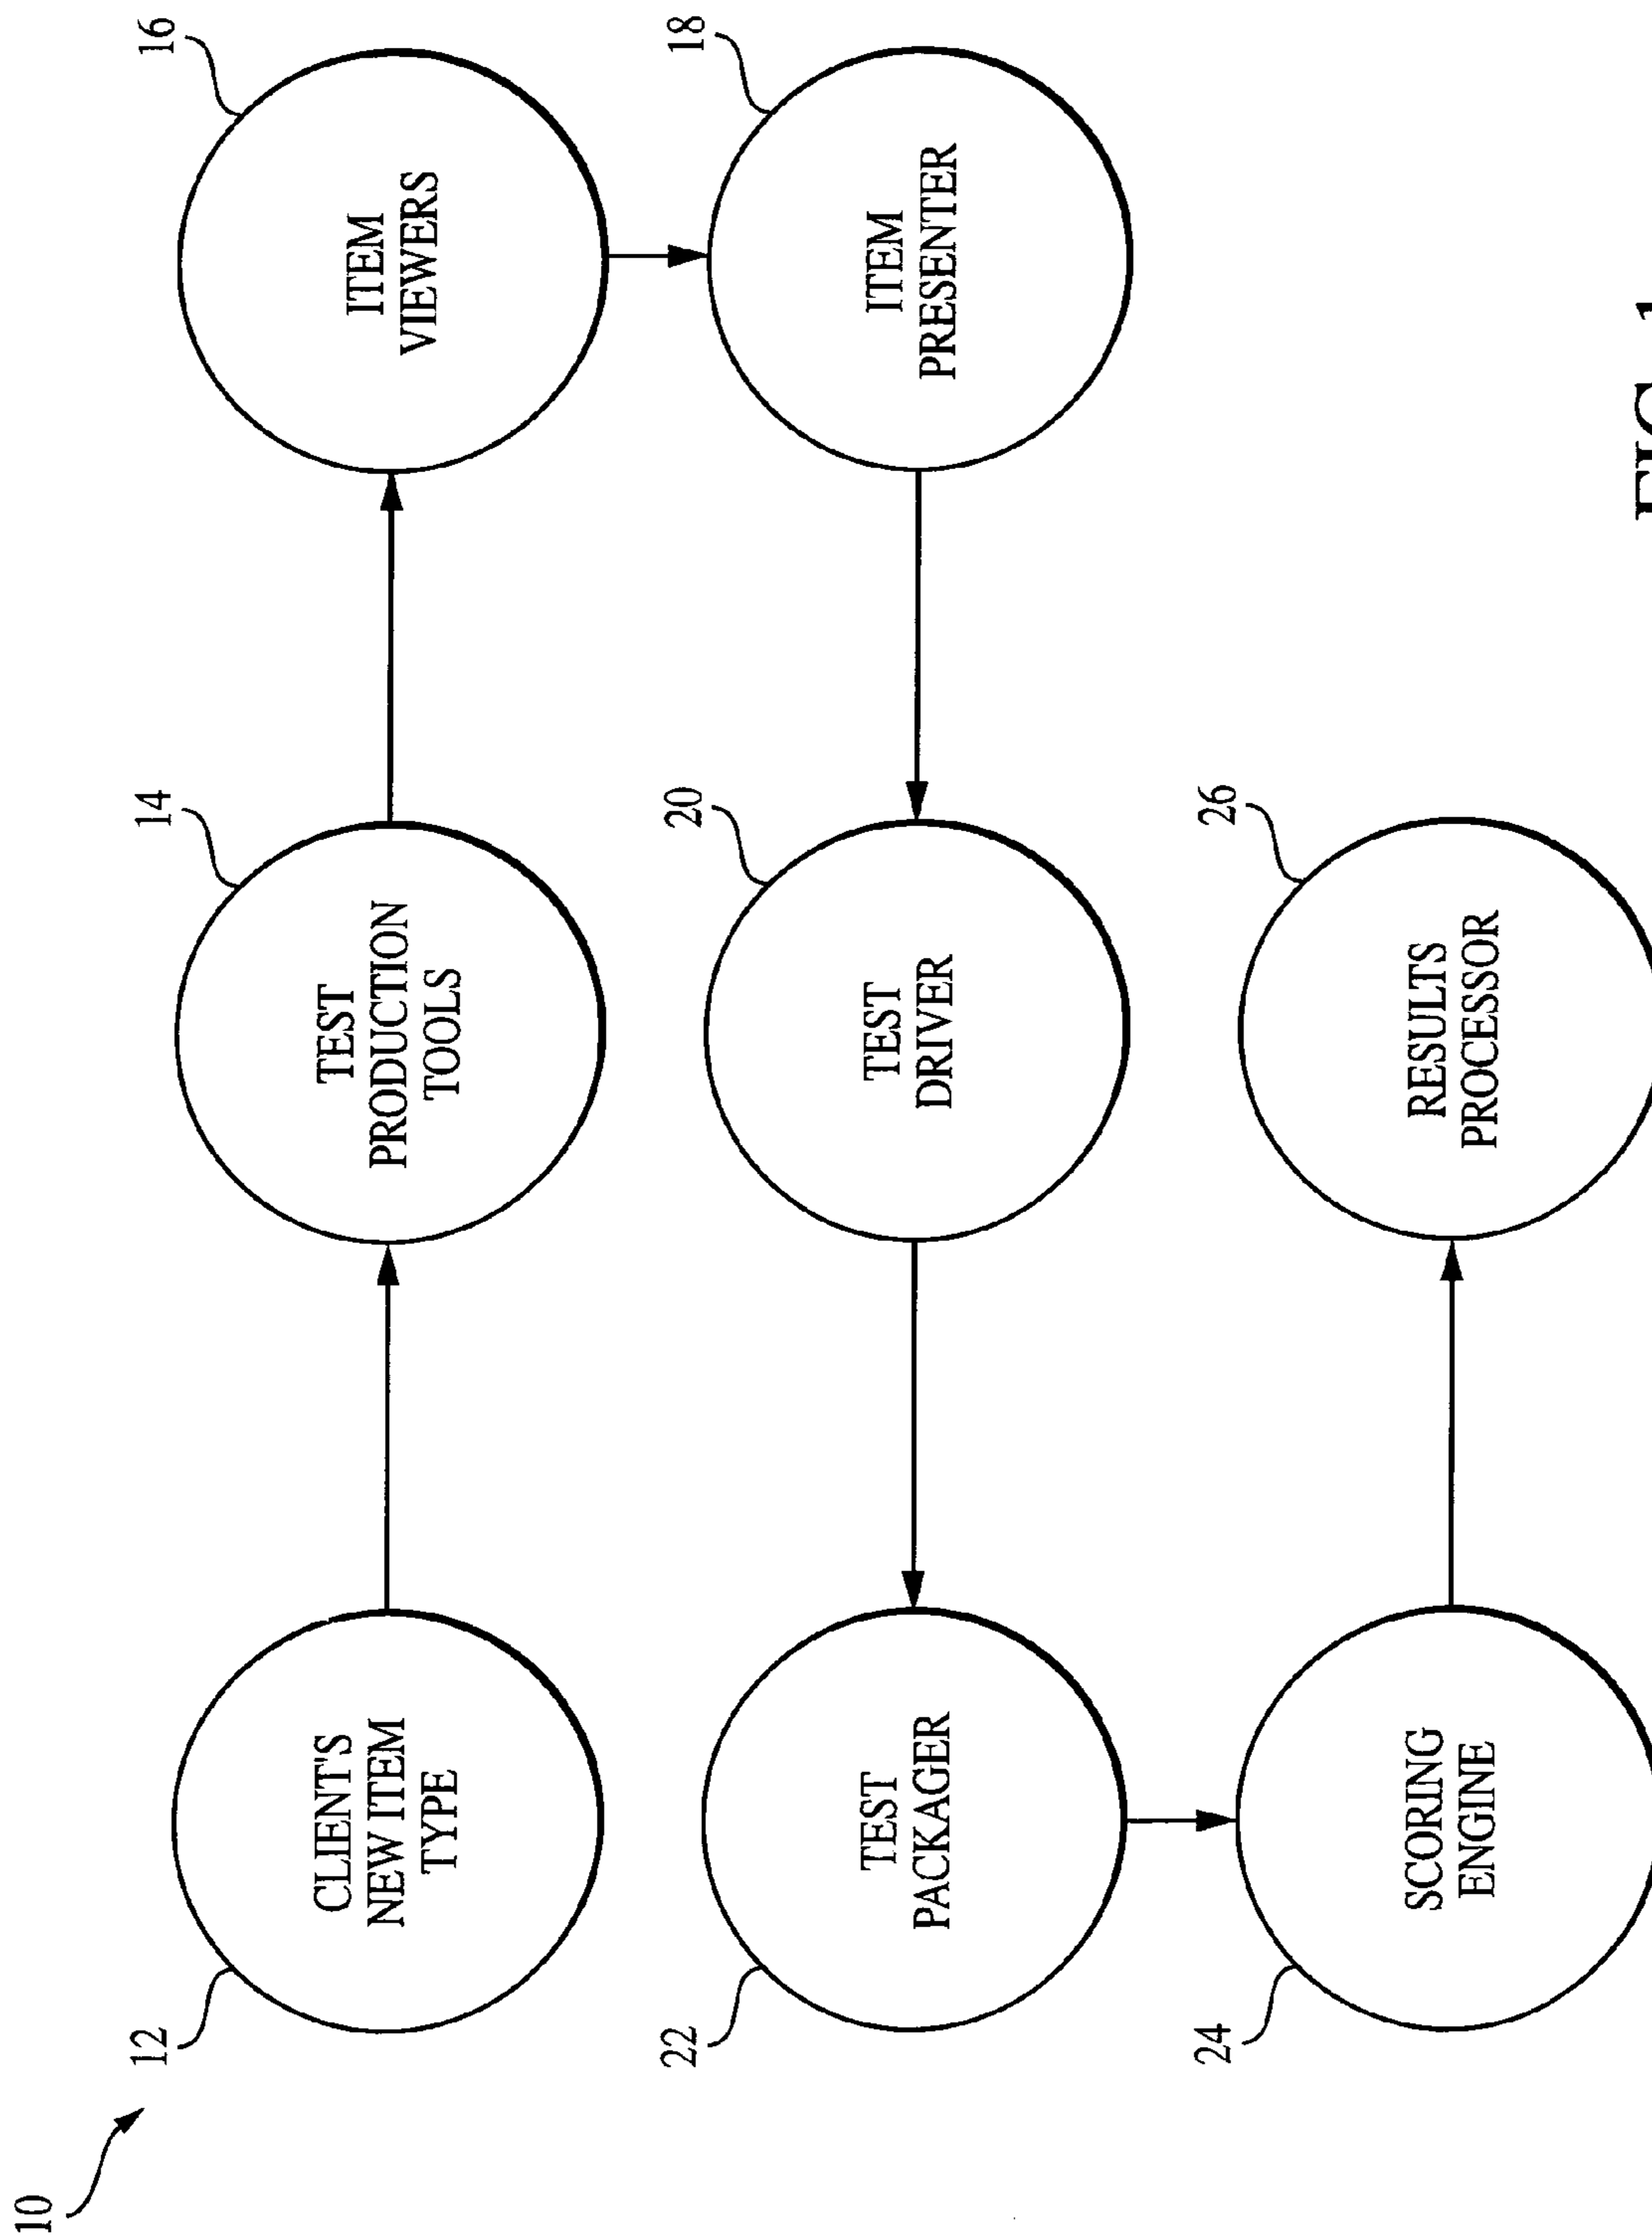 10
12
CLIENT'S
NEW ITEM
TYPE
14
TEST
PRODUCTION
TOOLS
16
ITEM
VIEWERS
22
TEST
PACKAGER
20
TEST
DRIVER
18
ITEM
PRESENTER
24
SCORING
ENGINE
26
RESULTS
PROCESSOR